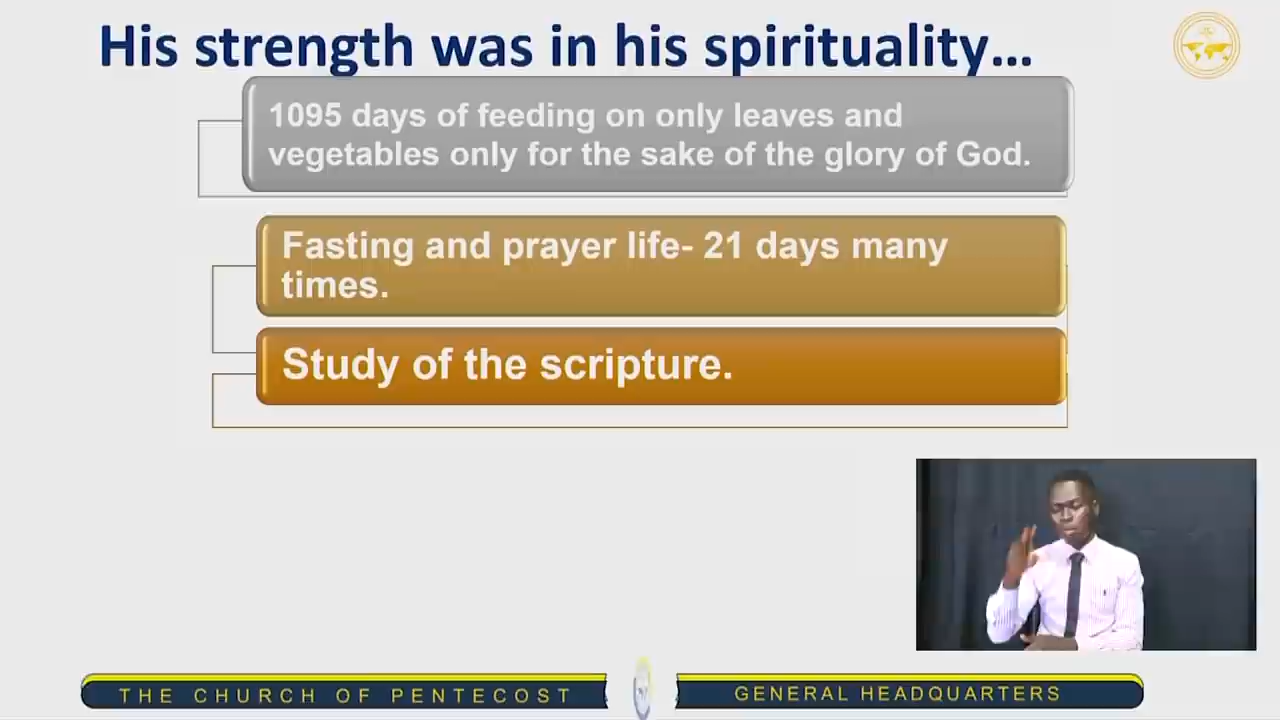 His strength was in his spirituality…
1095 days of feeding on only leaves and
vegetables only for the sake of the glory of God.
Fasting and prayer life- 21 days many
times.
Study of the scripture.
THE CHURCH OF PENTECOST
GENERAL HEADQUARTERS